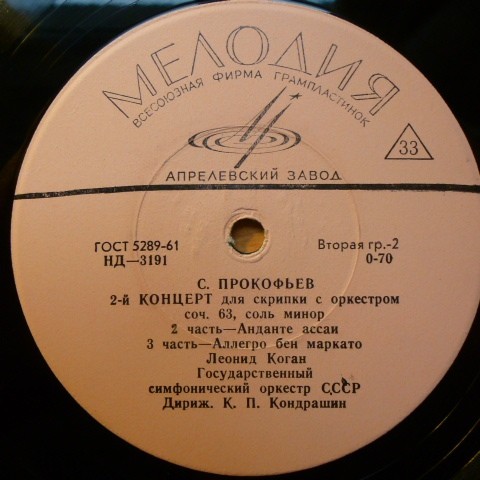 МЕЛОДИЯ
ВСЕСОЮЗНАЯ ФИРМА ГРАМПЛАСТИНОК
33
АПРЕЛЕВСКИЙ ЗАВОД
ГОСТ 5289-61
Вторая гр.-2
НД—3191
0-70
С. ПРОКОФЬЕВ
2-й КОНЦЕРТ для скрипки с оркестром
соч. 63, соль минор
2 часть—Анданте ассаи
3 часть—Аллегро бен маркато
Леонид Коган
Государственный
симфонический оркестр СССР
Дириж. К. П. Кондрашин